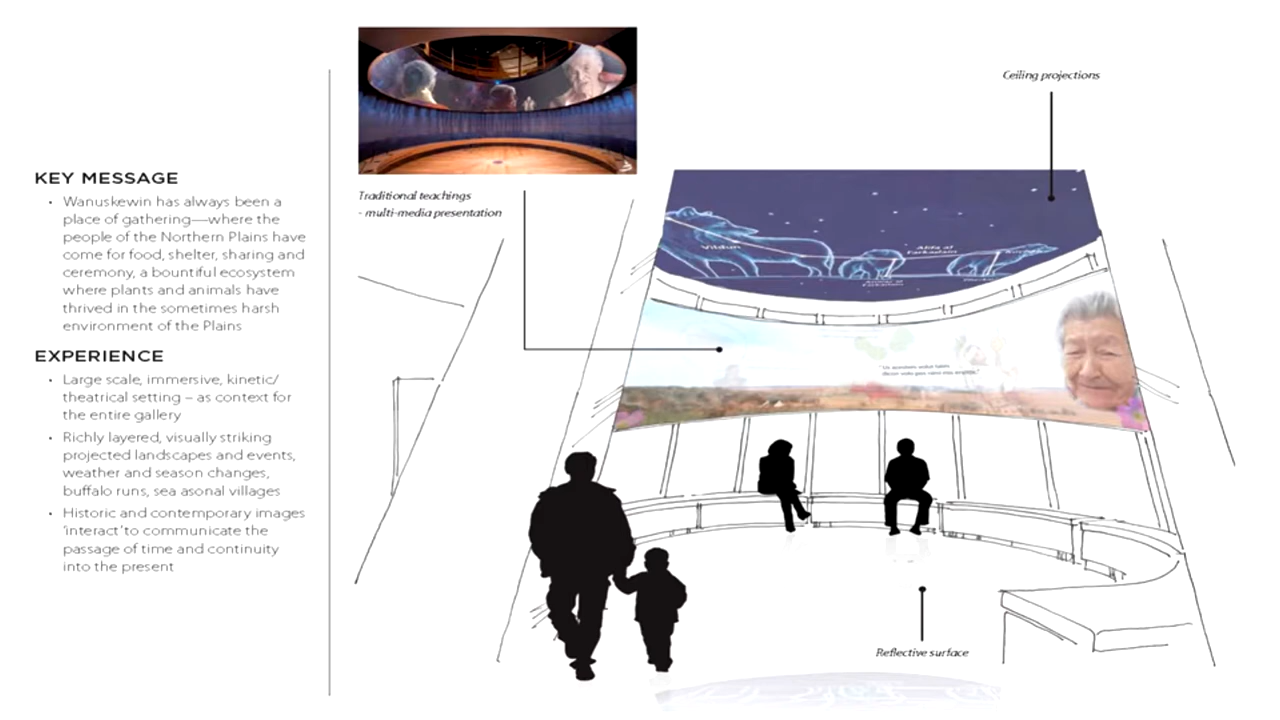 KEY MESSAGE
• Wanuskewin has always been a
place of gathering—where the
people of the Northern Plains have
come for food, shelter, sharing and
ceremony, a bountiful ecosystem
where plants and animals have
thrived in the sometimes harsh
environment of the Plains
EXPERIENCE
• Large scale, immersive, kinetic/
theatrical setting – as context for
the entire gallery
• Richly layered, visually striking
projected landscapes and events,
weather and season changes,
buffalo runs, sea asonal villages
• Historic and contemporary images
'interact' to communicate the
passage of time and continuity
into the present
Traditional teachings
- multi-media presentation
Ceiling projections
Vildun
Reflective surface